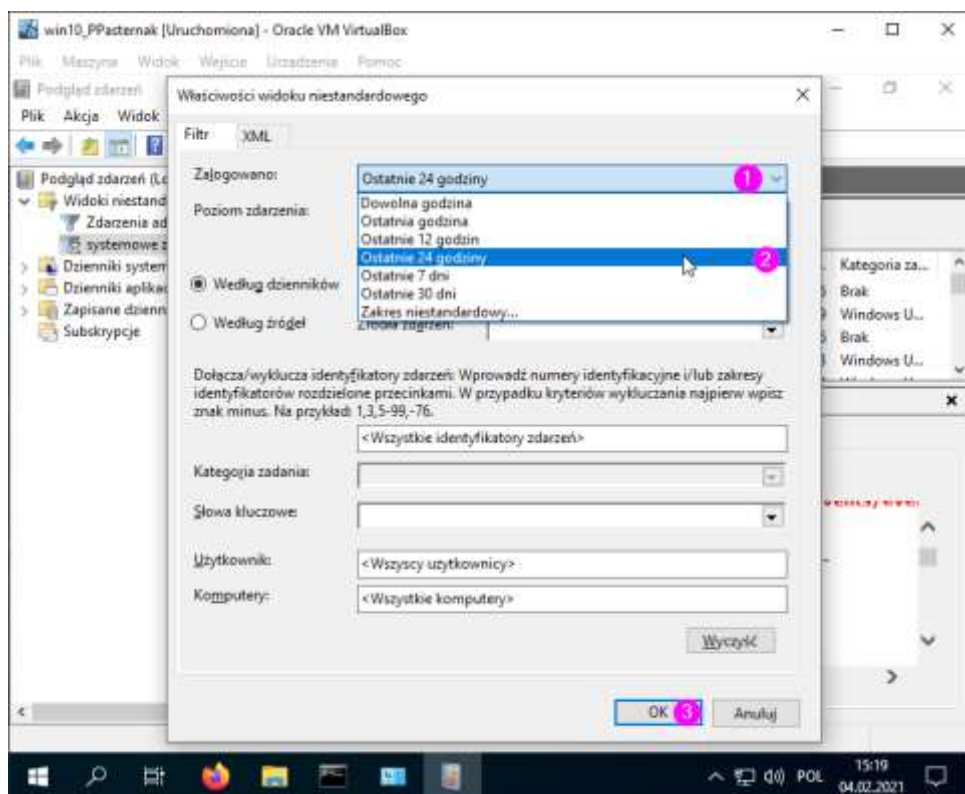 win10_PPasternak [Uruchomiona] - Oracle VM VirtualBox
Plik Maszyna Widok Wejście Urządzenia Pomoc
Podgląd zdarzeń
Plik Akcja Widok
Właściwości widoku niestandardowego
Filtr XML
Zalogowano: Ostatnie 24 godziny 1
Dowolna godzina
Ostatnia godzina
Ostatnie 12 godzin
Ostatnie 24 godziny 2
Ostatnie 7 dni
Ostatnie 30 dni
Zakres niestandardowy...
Poziom zdarzenia:
Według dzienników
Według źródeł Źródła zdarzeń:
Dołącza/wyklucza identyfikatory zdarzeń: Wprowadź numery identyfikacyjne i/lub zakresy
identyfikatorów rozdzielone przecinkami. W przypadku kryteriów wykluczania najpierw wpisz
znak minus. Na przykład: 1,3,5-99,-76.
<Wszystkie identyfikatory zdarzeń>
Kategoria zadania:
Słowa kluczowe:
Użytkownik: <Wszyscy użytkownicy>
Komputery: <Wszystkie komputery>
Wyczyść
OK 3 Anuluj
Podgląd zdarzeń (Lo
Widoki niestand
Zdarzenia ad
systemowe z
Dzienniki system
Dzienniki aplikac
Zapisane dzienn
Subskrypcje
Kategoria za...
Brak
Windows U...
Brak
Windows U...
POL
15:19
04.02.2021